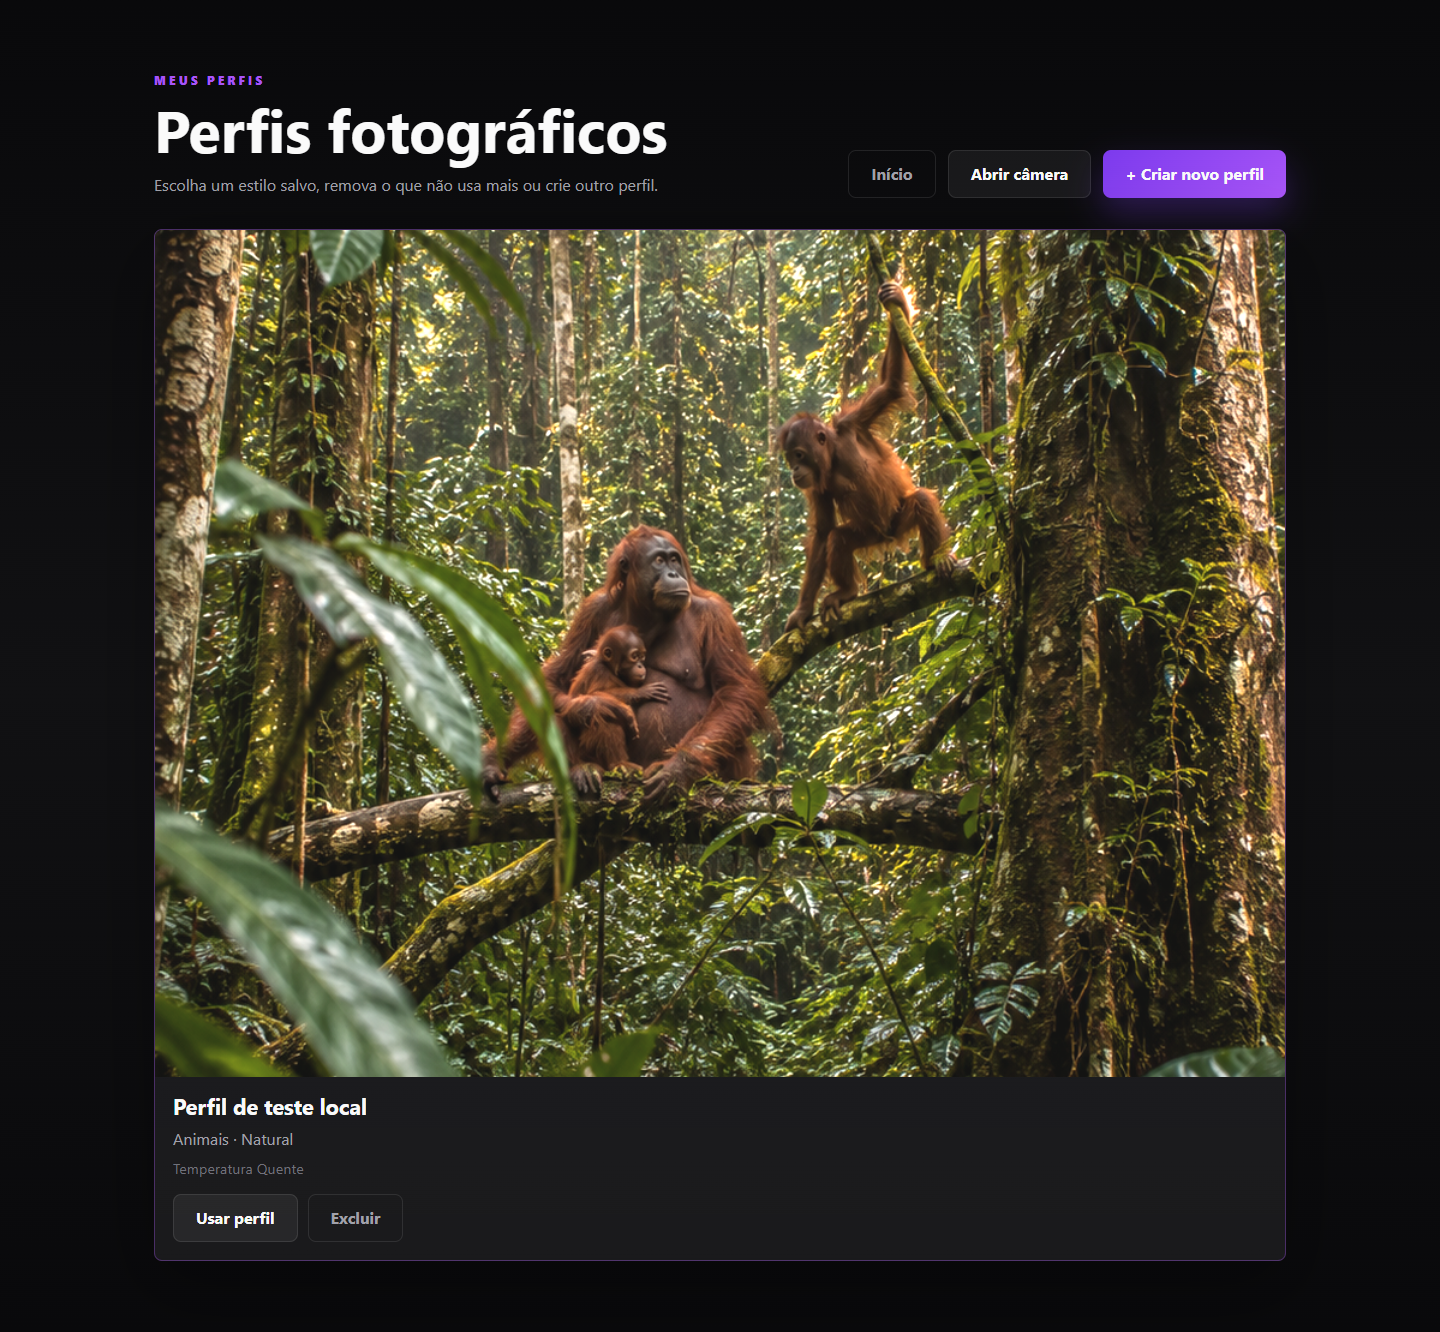 MEUS PERFIS
Perfis fotográficos
Escolha um estilo salvo, remova o que não usa mais ou crie outro perfil.
Início
Abrir câmera
+ Criar novo perfil
Perfil de teste local
Animais · Natural
Temperatura Quente
Usar perfil
Excluir